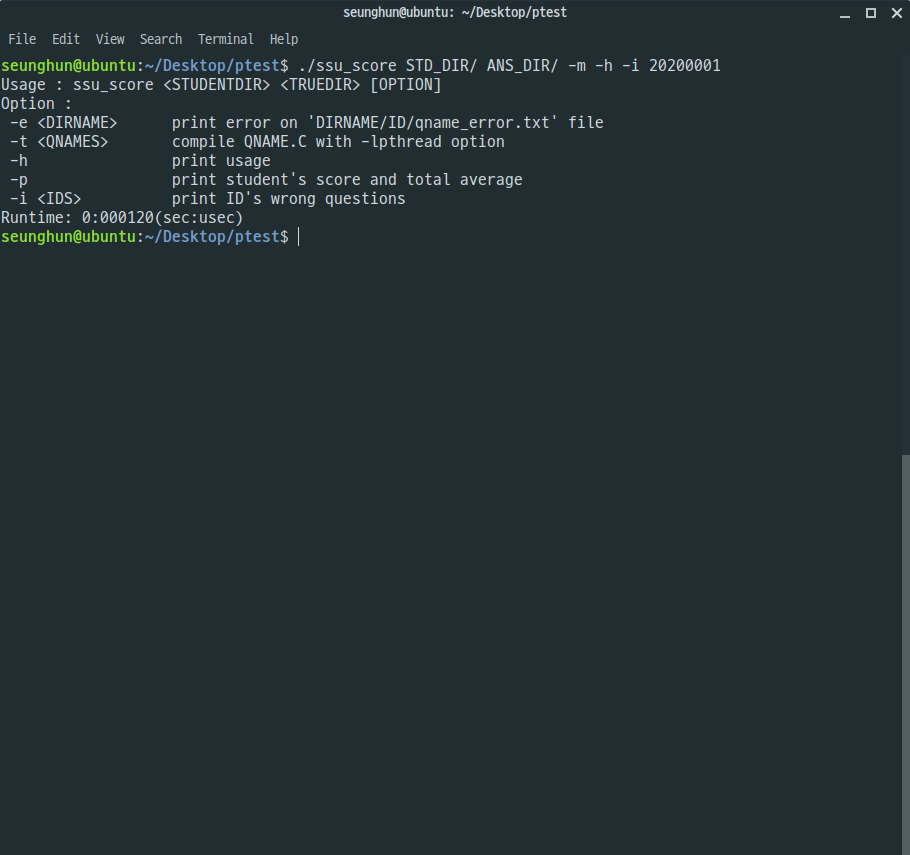 seunghun@ubuntu: ~/Desktop/ptest
File Edit View Search Terminal Help
seunghun@ubuntu:~/Desktop/ptest$ ./ssu_score STD_DIR/ ANS_DIR/ -m -h -i 20200001
Usage : ssu_score <STUDENTDIR> <TRUEDIR> [OPTION]
Option :
 -e <DIRNAME>      print error on 'DIRNAME/ID/qname_error.txt' file
 -t <QNAMES>       compile QNAME.C with -lpthread option
 -h                print usage
 -p                print student's score and total average
 -i <IDS>          print ID's wrong questions
Runtime: 0:000120(sec:usec)
seunghun@ubuntu:~/Desktop/ptest$